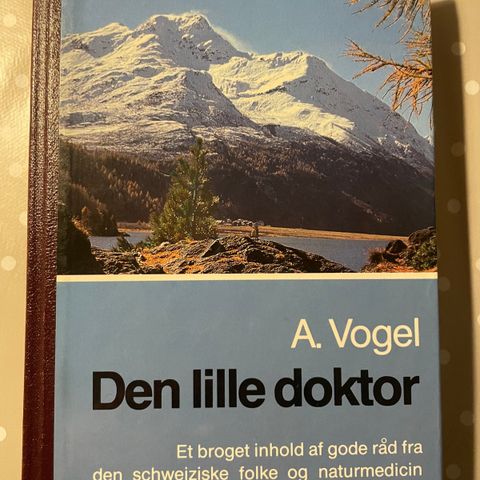 A. Vogel
Den lille doktor
Et broget inhold af gode råd fra
den schweiziske folke og naturmedicin